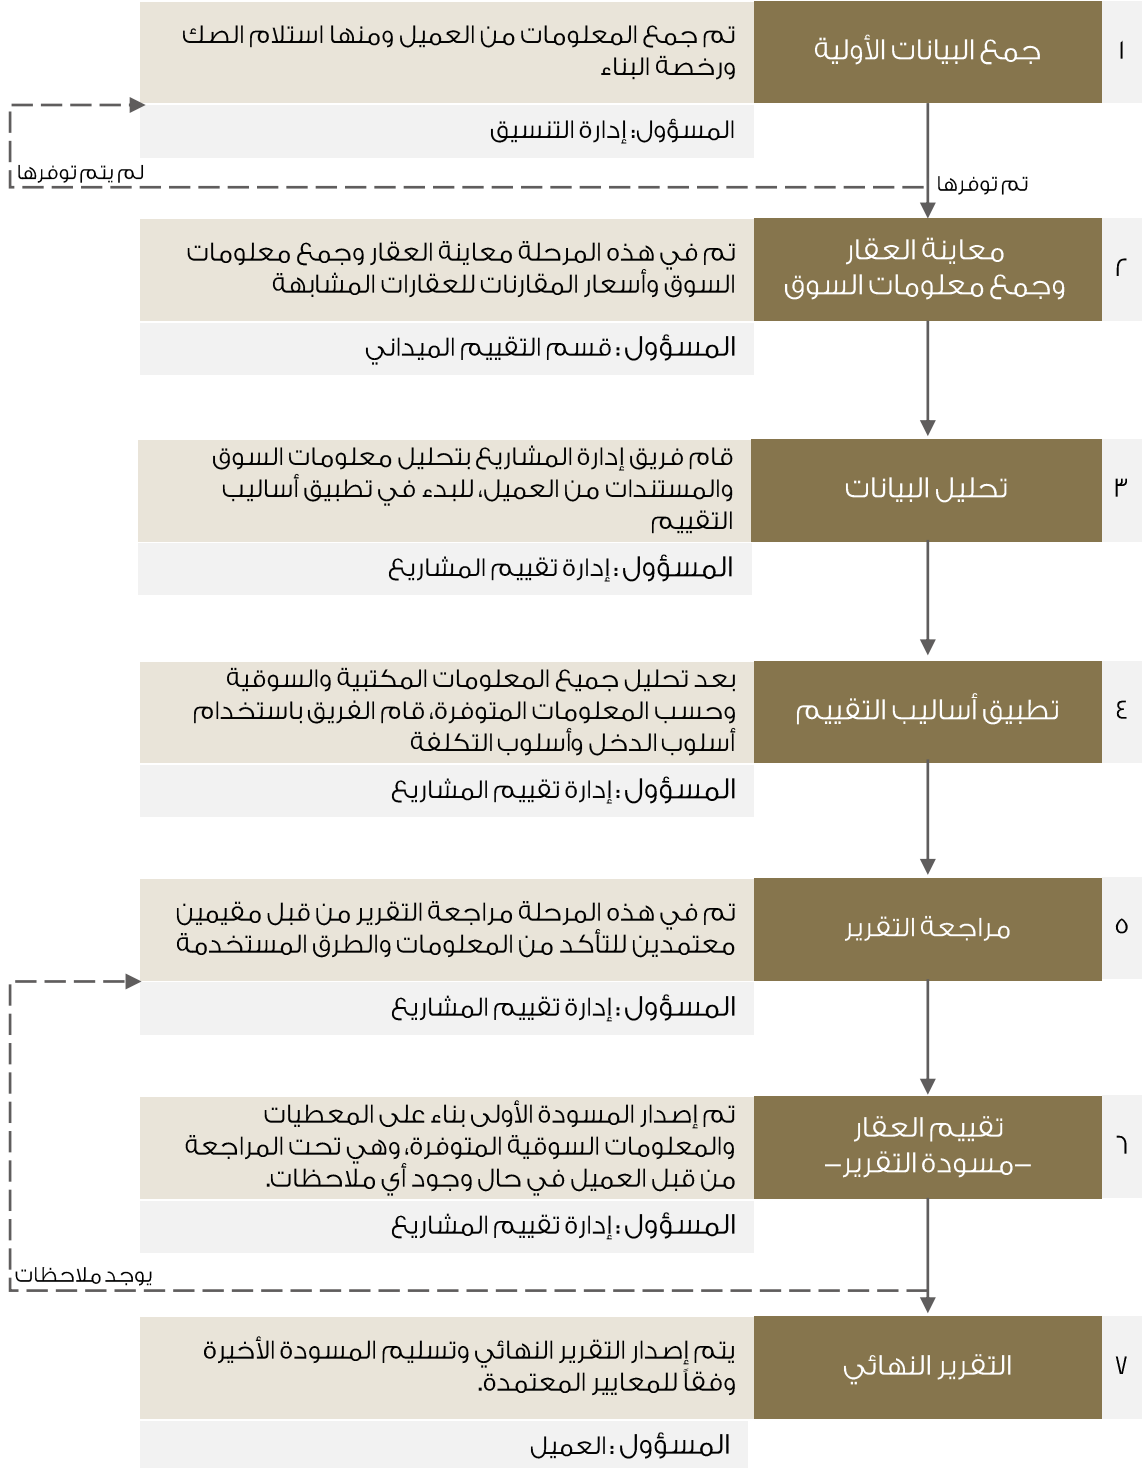 ١
جمع البيانات الأولية
تم جمع المعلومات من العميل ومنها استلام الصك
ورخصة البناء
المسؤول: إدارة التنسيق
لم يتم توفرها
تم توفرها
٢
معاينة العقار
وجمع معلومات السوق
تم في هذه المرحلة معاينة العقار وجمع معلومات
السوق وأسعار المقارنات للعقارات المشابهة
المسؤول : قسم التقييم الميداني
٣
تحليل البيانات
قام فريق إدارة المشاريع بتحليل معلومات السوق
والمستندات من العميل، للبدء في تطبيق أساليب
التقييم
المسؤول : إدارة تقييم المشاريع
٤
تطبيق أساليب التقييم
بعد تحليل جميع المعلومات المكتبية والسوقية
وحسب المعلومات المتوفرة، قام الفريق باستخدام
أسلوب الدخل وأسلوب التكلفة
المسؤول : إدارة تقييم المشاريع
٥
مراجعة التقرير
تم في هذه المرحلة مراجعة التقرير من قبل مقيمين
معتمدين للتأكد من المعلومات والطرق المستخدمة
المسؤول : إدارة تقييم المشاريع
٦
تقييم العقار
–مسودة التقرير–
تم إصدار المسودة الأولى بناء على المعطيات
والمعلومات السوقية المتوفرة، وهي تحت المراجعة
من قبل العميل في حال وجود أي ملاحظات.
المسؤول : إدارة تقييم المشاريع
يوجد ملاحظات
٧
التقرير النهائي
يتم إصدار التقرير النهائي وتسليم المسودة الأخيرة
وفقاً للمعايير المعتمدة.
المسؤول : العميل